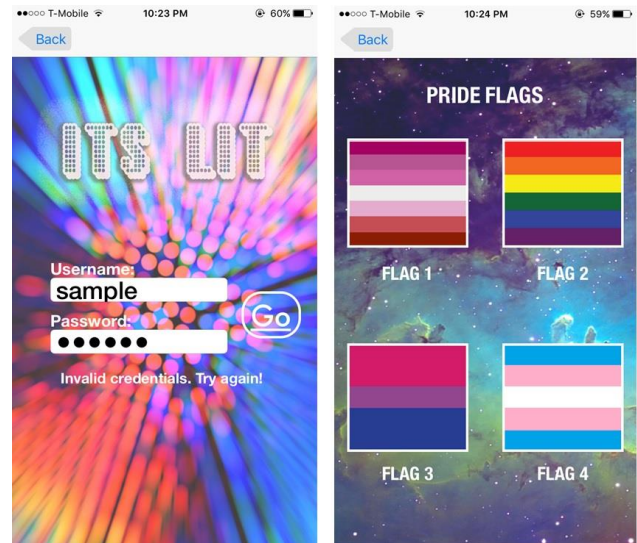 T-Mobile 10:23 PM 60%
Back
ITS LIT
Username:
sample
Password:
Go
Invalid credentials. Try again!
T-Mobile 10:24 PM 59%
Back
PRIDE FLAGS
FLAG 1 FLAG 2
FLAG 3 FLAG 4